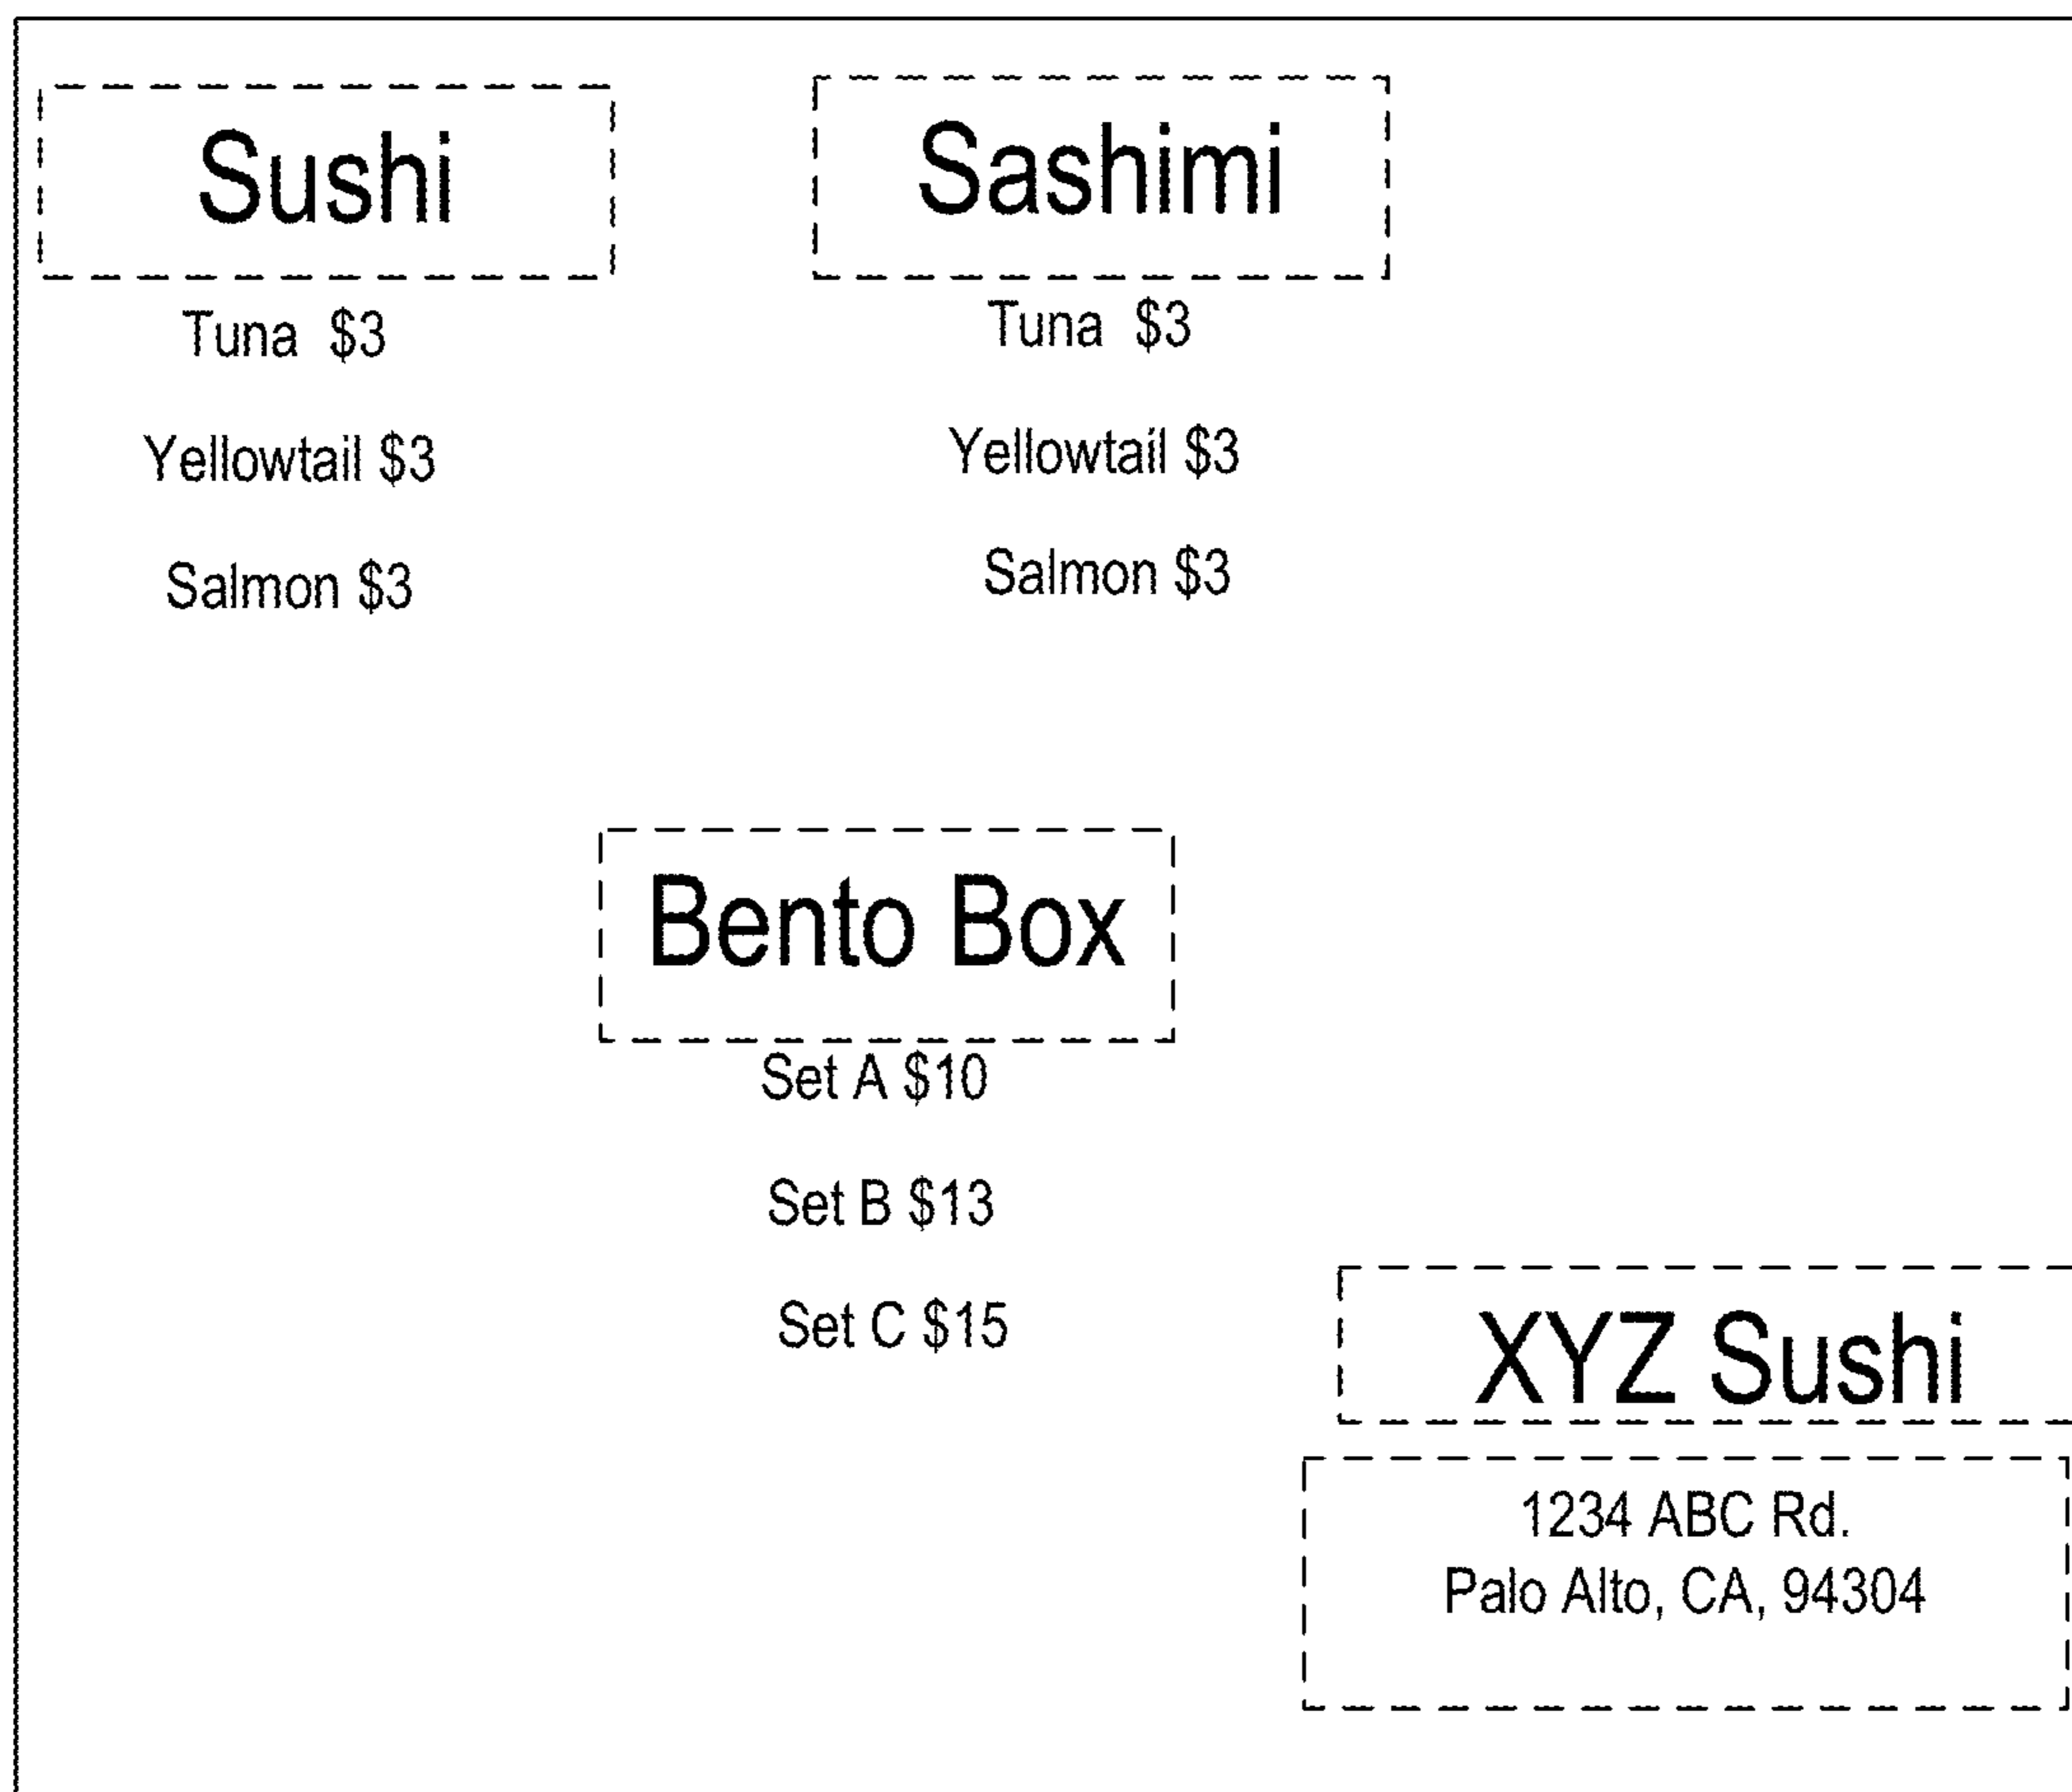 Sushi
Tuna $3
Yellowtail $3
Salmon $3
Sashimi
Tuna $3
Yellowtail $3
Salmon $3
Bento Box
Set A $10
Set B $13
Set C $15
XYZ Sushi
1234 ABC Rd.
Palo Alto, CA, 94304